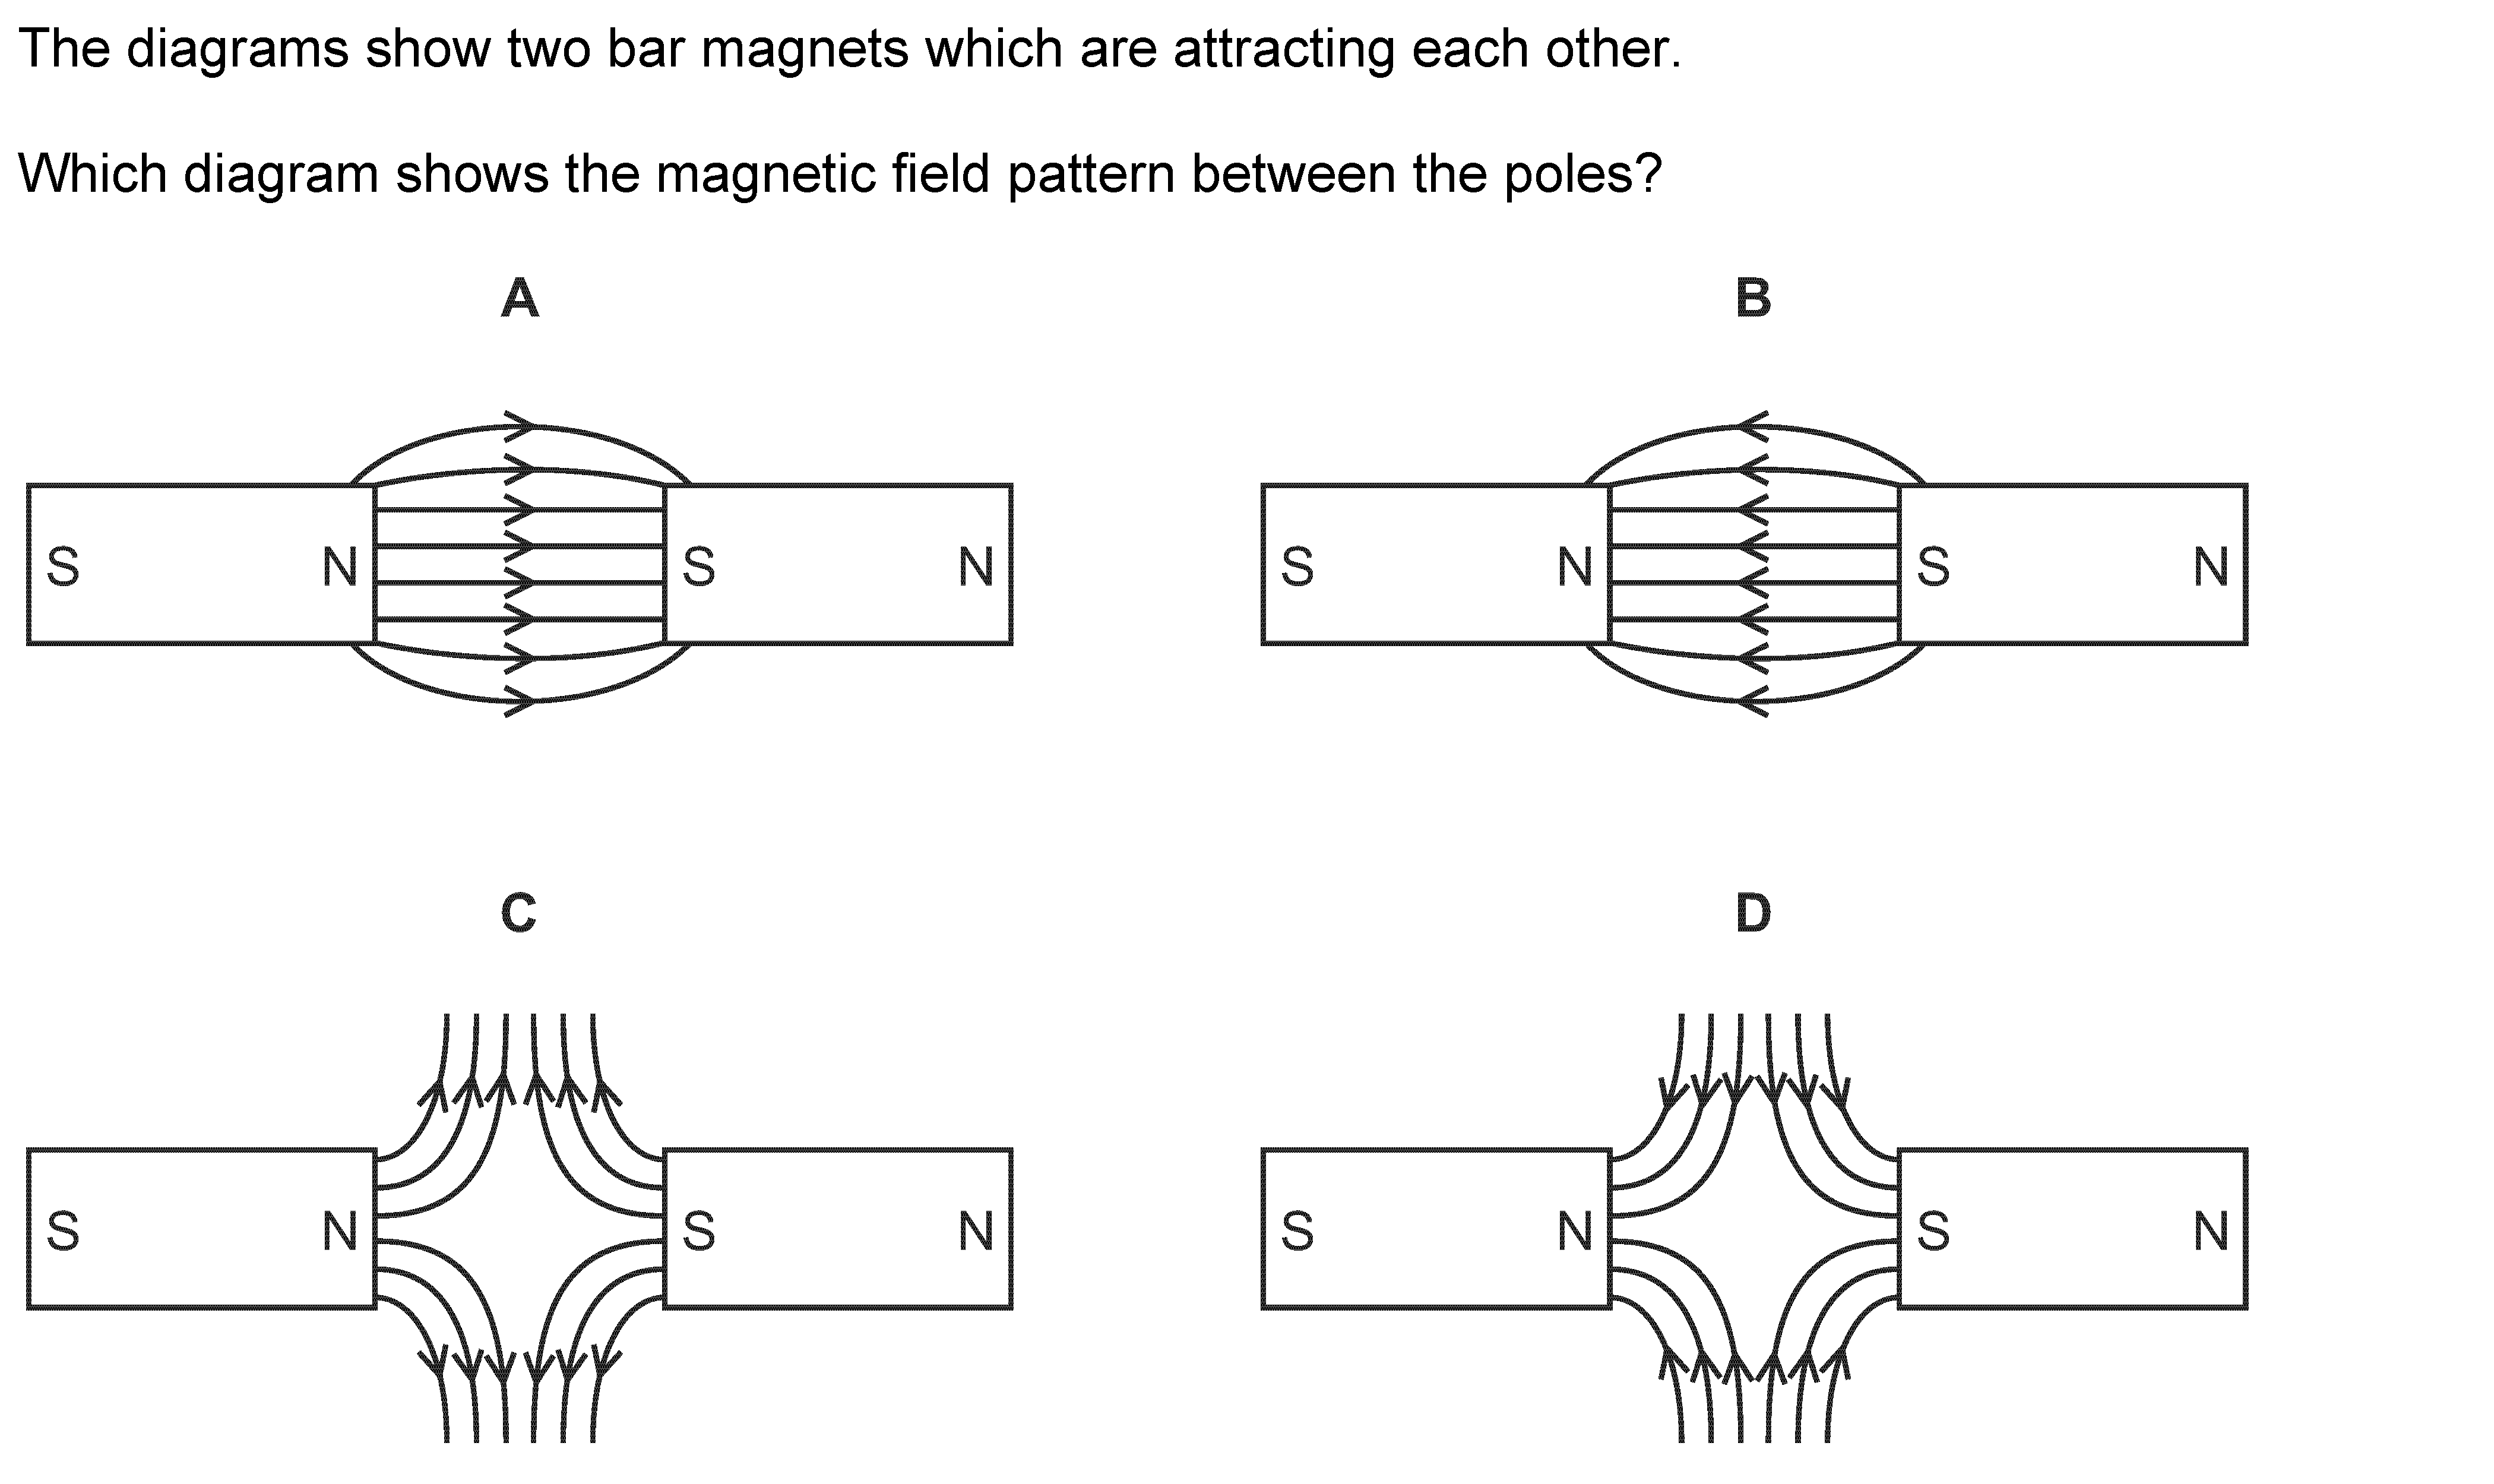 The diagrams show two bar magnets which are attracting each other.
Which diagram shows the magnetic field pattern between the poles?
A
B
S N S N
S N S N
C
D
S N S N
S N S N